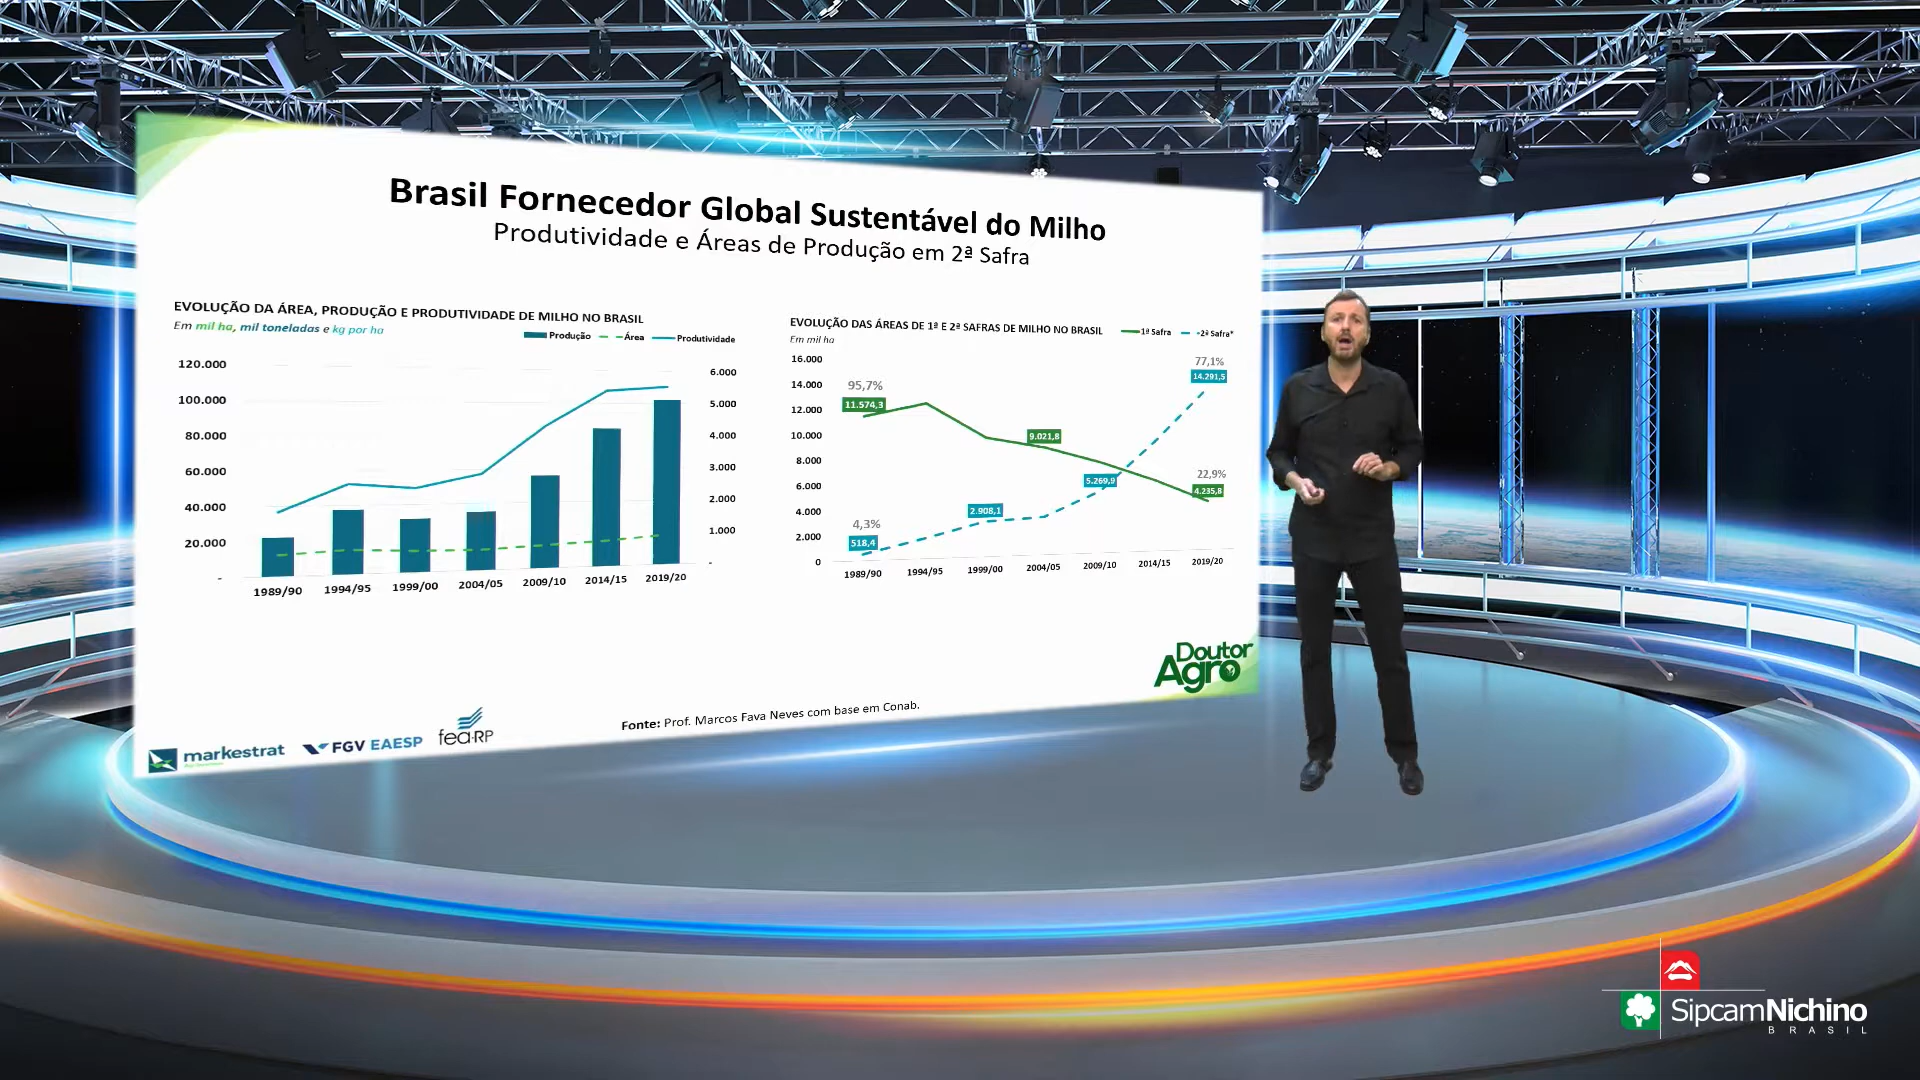 Brasil Fornecedor Global Sustentável do Milho
Produtividade e Áreas de Produção em 2ª Safra
EVOLUÇÃO DA ÁREA, PRODUÇÃO E PRODUTIVIDADE DE MILHO NO BRASIL
Em mil ha, mil toneladas e kg por ha
Produção Área Produtividade
120.000
100.000
80.000
60.000
40.000
20.000
-
6.000
5.000
4.000
3.000
2.000
1.000
-
1989/90 1994/95 1999/00 2004/05 2009/10 2014/15 2019/20
EVOLUÇÃO DAS ÁREAS DE 1ª E 2ª SAFRAS DE MILHO NO BRASIL
Em mil ha
1ª Safra 2ª Safra*
16.000
14.000
12.000
10.000
8.000
6.000
4.000
2.000
0
95,7%
11.574,3
4,3%
518,4
2.908,1
9.021,8
5.269,9
77,1%
14.291,5
22,9%
4.235,8
1989/90 1994/95 1999/00 2004/05 2009/10 2014/15 2019/20
Doutor
Agro
Fonte: Prof. Marcos Fava Neves com base em Conab.
markestrat
FGV EAESP
fea-RP
SipcamNichino
BRASIL